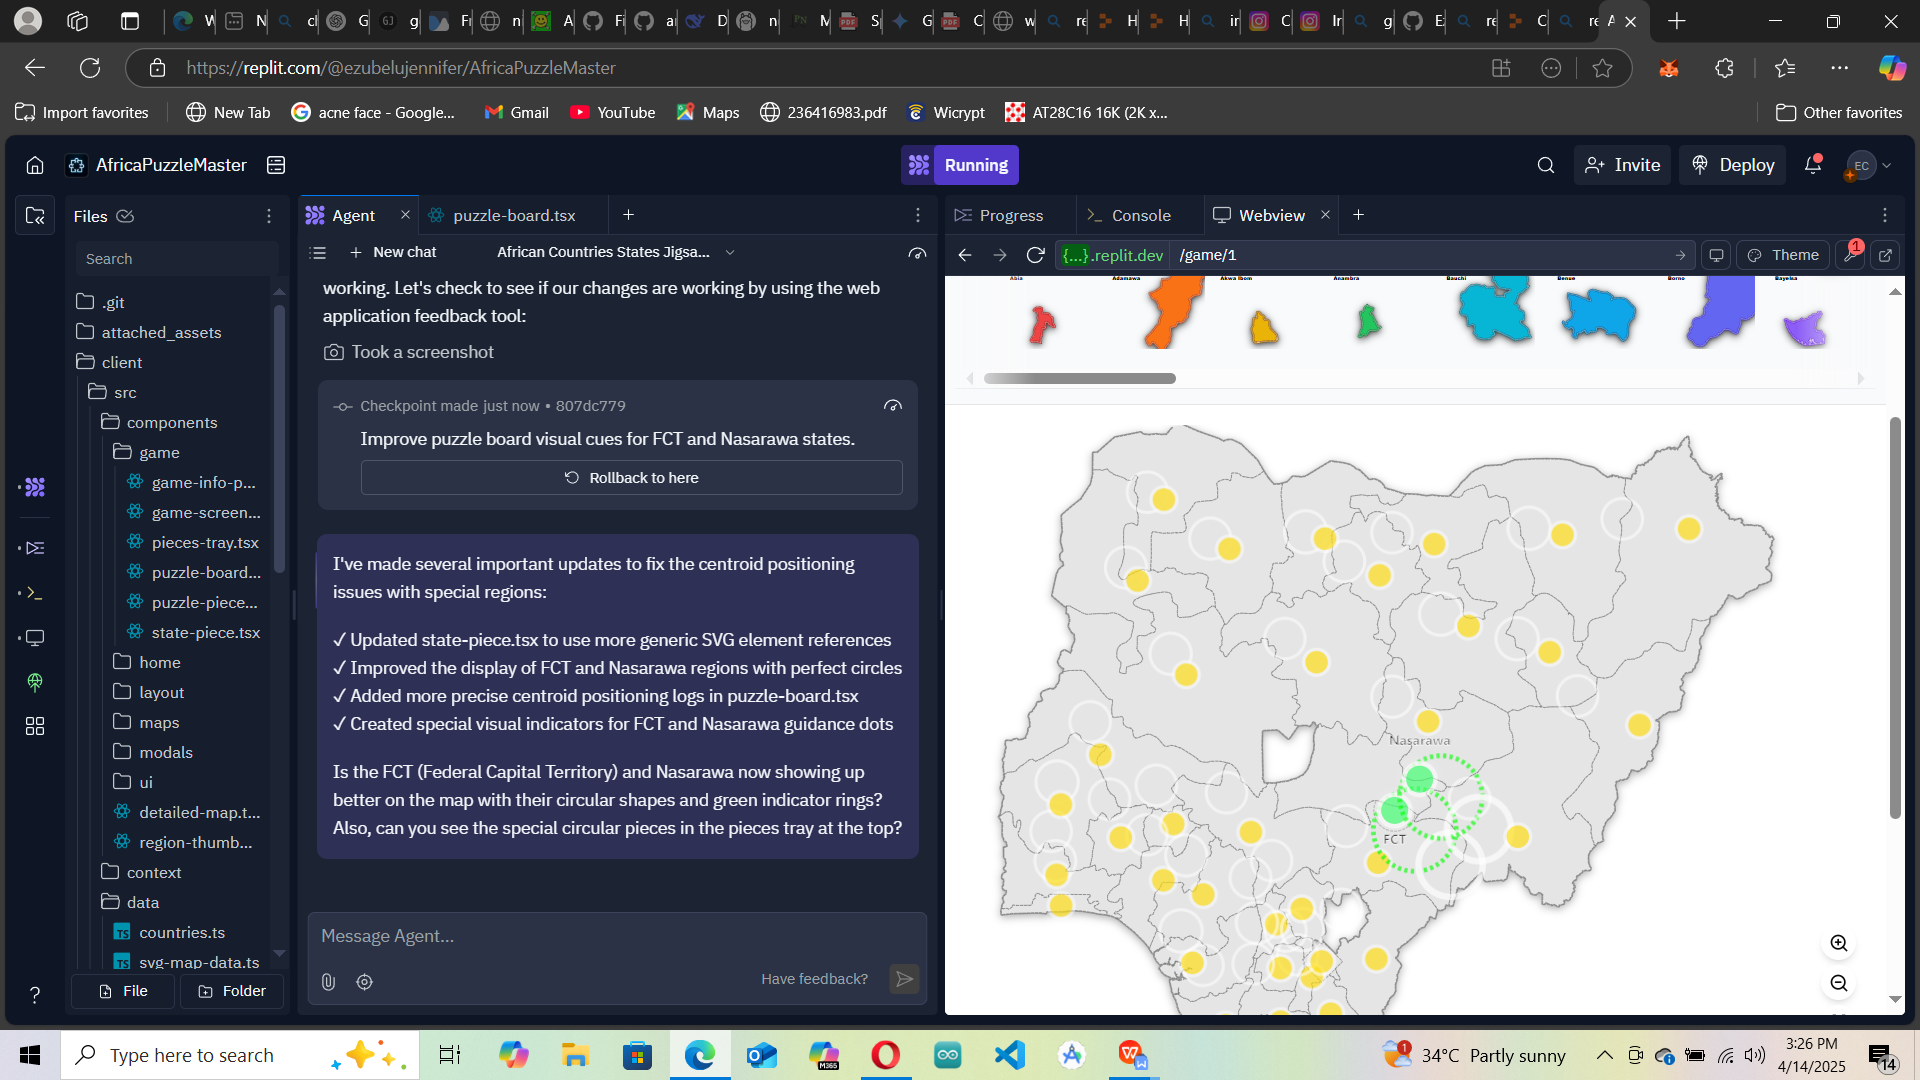 https://replit.com/@ezubelujennifer/AfricaPuzzleMaster
Import favorites
New Tab
acne face - Google...
Gmail
YouTube
Maps
236416983.pdf
Wicrypt
AT28C16 16K (2K x...
Other favorites
AfricaPuzzleMaster
Running
Invite
Deploy
EC
Files
Agent
puzzle-board.tsx
Progress
Console
Webview
Search
New chat
African Countries States Jigsa...
{...}.replit.dev
/game/1
Theme
1
.git
attached_assets
client
src
components
game
game-info-p...
game-screen...
pieces-tray.tsx
puzzle-board...
puzzle-piece...
state-piece.tsx
home
layout
maps
modals
ui
detailed-map.t...
region-thumb...
context
data
countries.ts
svg-map-data.ts
File
Folder
working. Let's check to see if our changes are working by using the web
application feedback tool:
Took a screenshot
Checkpoint made just now • 807dc779
Improve puzzle board visual cues for FCT and Nasarawa states.
Rollback to here
I've made several important updates to fix the centroid positioning
issues with special regions:
✓ Updated state-piece.tsx to use more generic SVG element references
✓ Improved the display of FCT and Nasarawa regions with perfect circles
✓ Added more precise centroid positioning logs in puzzle-board.tsx
✓ Created special visual indicators for FCT and Nasarawa guidance dots
Is the FCT (Federal Capital Territory) and Nasarawa now showing up
better on the map with their circular shapes and green indicator rings?
Also, can you see the special circular pieces in the pieces tray at the top?
Message Agent...
Have feedback?
Abia
Adamawa
Akwa Ibom
Anambra
Bauchi
Benue
Borno
Bayelsa
Nasarawa
FCT
Type here to search
M365
1
34°C Partly sunny
3:26 PM
4/14/2025
14